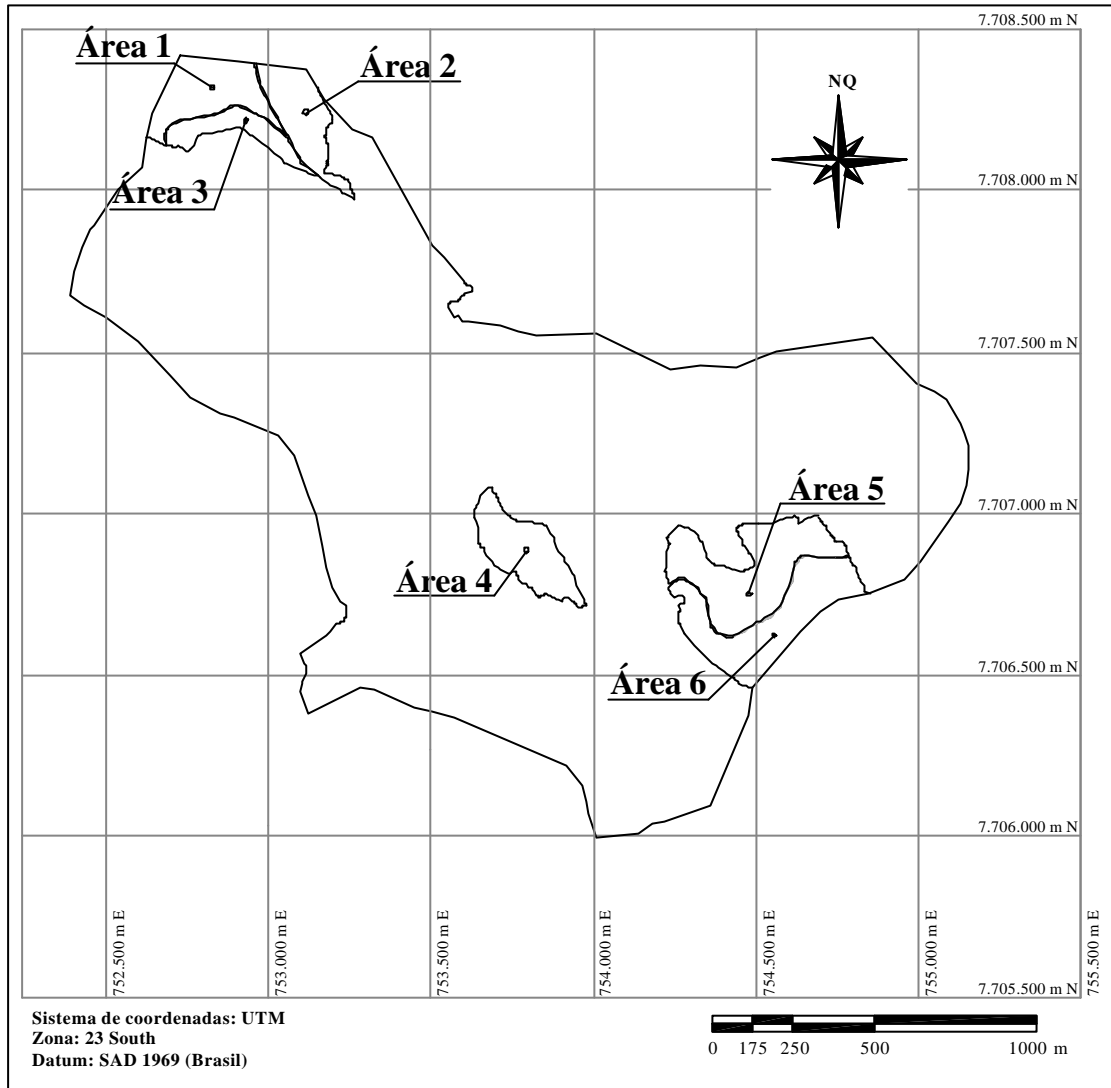 7.708.500 m N
Área 1
Área 2
NQ
Área 3
7.708.000 m N
7.707.500 m N
7.707.000 m N
Área 5
Área 4
Área 6
7.706.500 m N
7.706.000 m N
752.500 m E
753.000 m E
753.500 m E
754.000 m E
754.500 m E
755.000 m E
755.500 m E
7.705.500 m N
Sistema de coordenadas: UTM
Zona: 23 South
Datum: SAD 1969 (Brasil)
0 175 250 500 1000 m